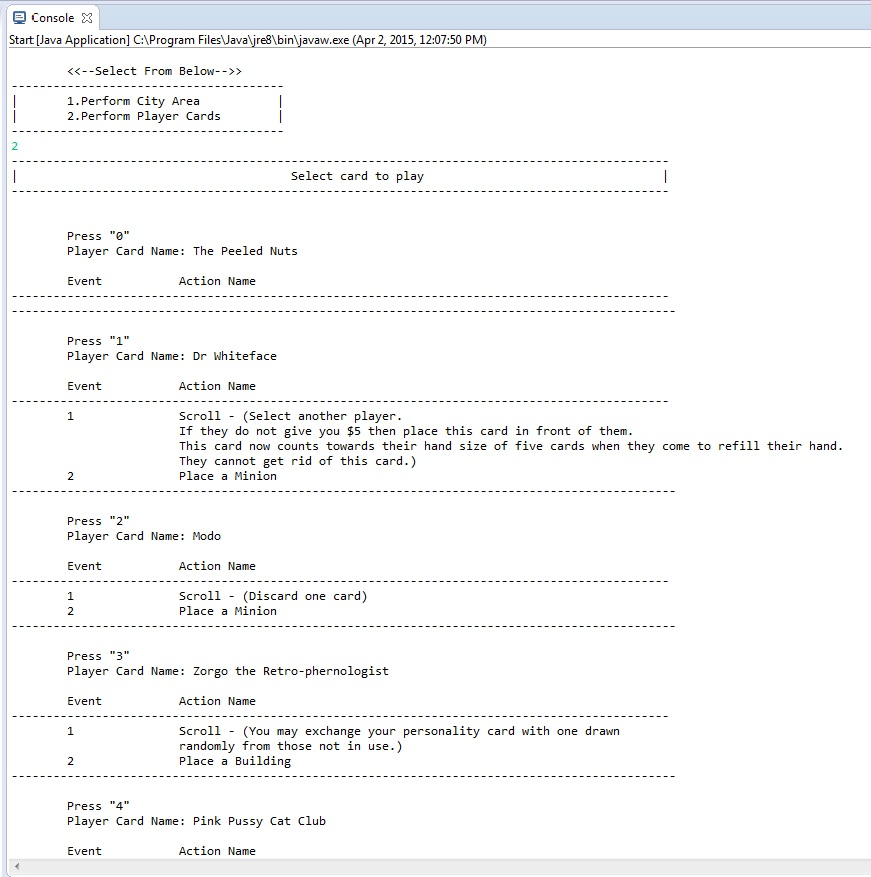 Console
Start [Java Application] C:\Program Files\Java\jre8\bin\javaw.exe (Apr 2, 2015, 12:07:50 PM)
<<--Select From Below-->>
---------------------------------------
|	1.Perform City Area	|
|	2.Perform Player Cards	|
---------------------------------------
2
----------------------------------------------------------------------------------------------
|	Select card to play	|
----------------------------------------------------------------------------------------------
Press "0"
Player Card Name: The Peeled Nuts
Event	Action Name
----------------------------------------------------------------------------------------------
-----------------------------------------------------------------------------------------------
Press "1"
Player Card Name: Dr Whiteface
Event	Action Name
----------------------------------------------------------------------------------------------
1	Scroll - (Select another player.
If they do not give you $5 then place this card in front of them.
This card now counts towards their hand size of five cards when they come to refill their hand.
They cannot get rid of this card.)
2	Place a Minion
-----------------------------------------------------------------------------------------------
Press "2"
Player Card Name: Modo
Event	Action Name
----------------------------------------------------------------------------------------------
1	Scroll - (Discard one card)
2	Place a Minion
-----------------------------------------------------------------------------------------------
Press "3"
Player Card Name: Zorgo the Retro-phernologist
Event	Action Name
----------------------------------------------------------------------------------------------
1	Scroll - (You may exchange your personality card with one drawn
randomly from those not in use.)
2	Place a Building
-----------------------------------------------------------------------------------------------
Press "4"
Player Card Name: Pink Pussy Cat Club
Event	Action Name